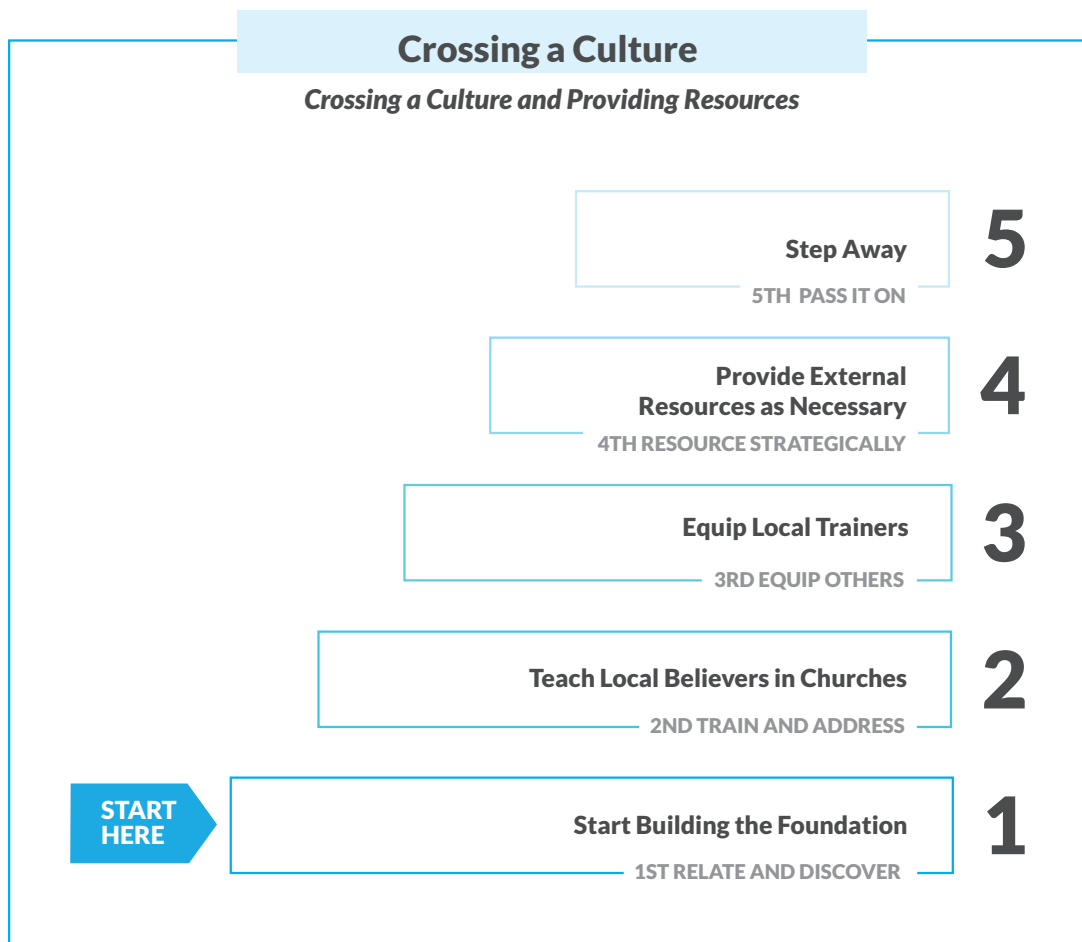 Crossing a Culture
Crossing a Culture and Providing Resources
Step Away
5
5TH PASS IT ON
Provide External
Resources as Necessary
4
4TH RESOURCE STRATEGICALLY
Equip Local Trainers
3
3RD EQUIP OTHERS
Teach Local Believers in Churches
2
2ND TRAIN AND ADDRESS
START
HERE
Start Building the Foundation
1
1ST RELATE AND DISCOVER